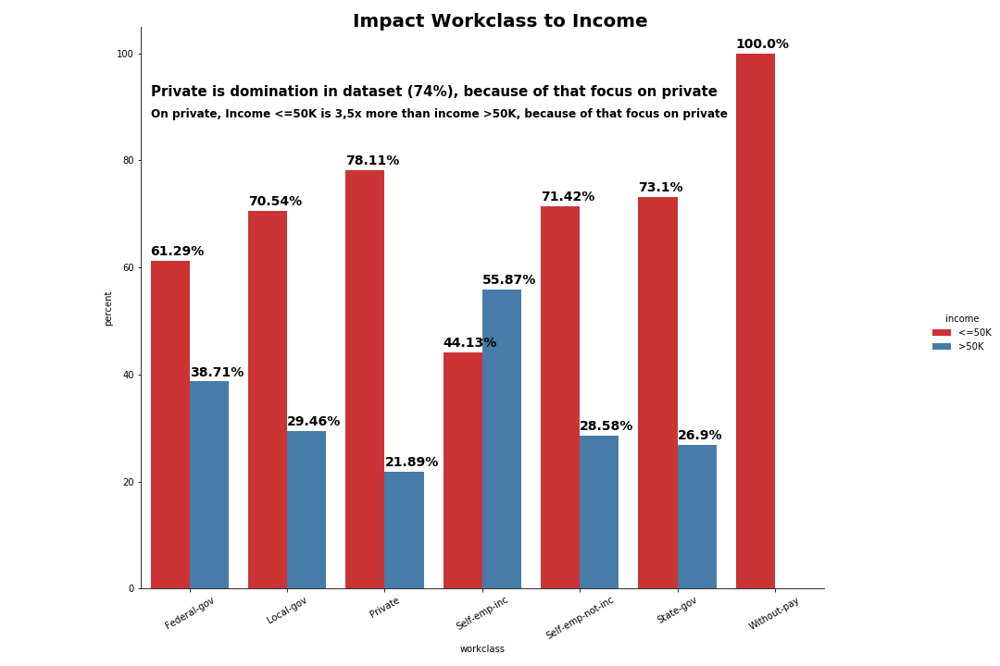 Impact Workclass to Income
100.0%
100
Private is domination in dataset (74%), because of that focus on private
On private, Income <=50K is 3,5x more than income >50K, because of that focus on private
80
78.11%
73.1%
71.42%
70.54%
61.29%
60
55.87%
percent
income
<=50K
>50K
44.13%
40
38.71%
29.46%
28.58%
26.9%
21.89%
20
0
Federal-gov
Local-gov
Private
Self-emp-inc
Self-emp-not-inc
State-gov
Without-pay
workclass